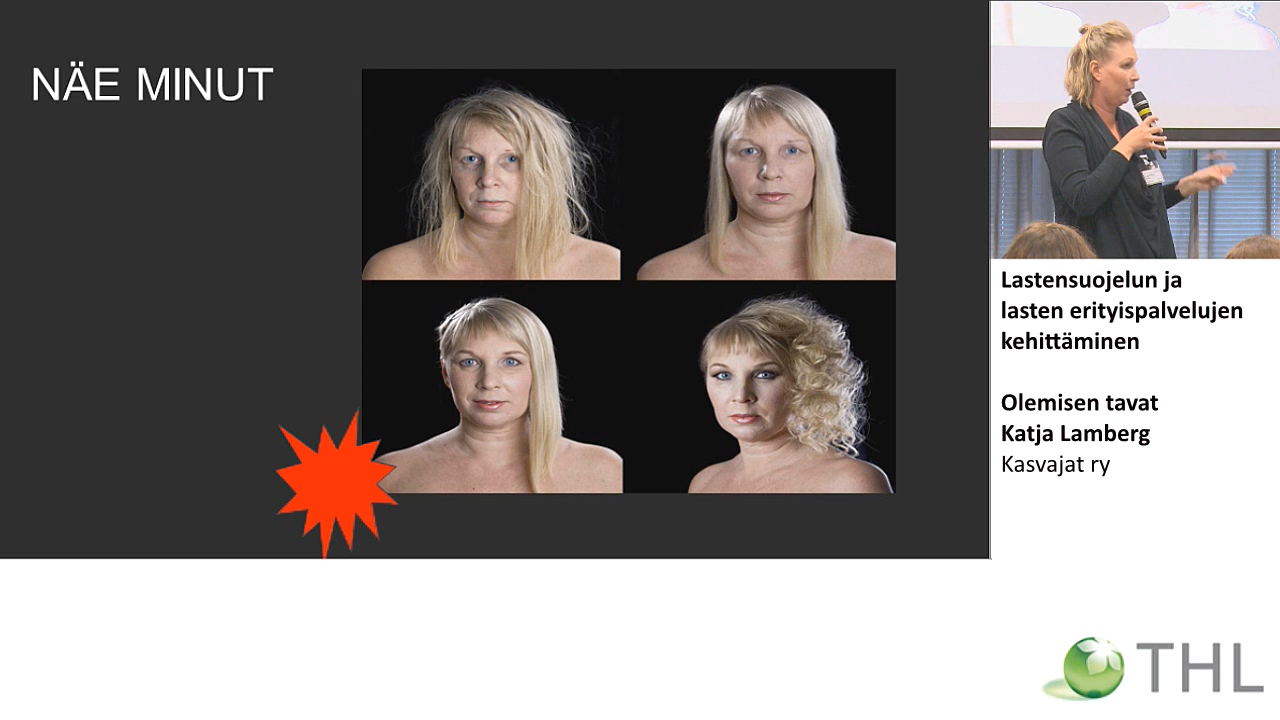 NÄE MINUT
Lastensuojelun ja
lasten erityispalvelujen
kehittäminen
Olemisen tavat
Katja Lamberg
Kasvajat ry
THL